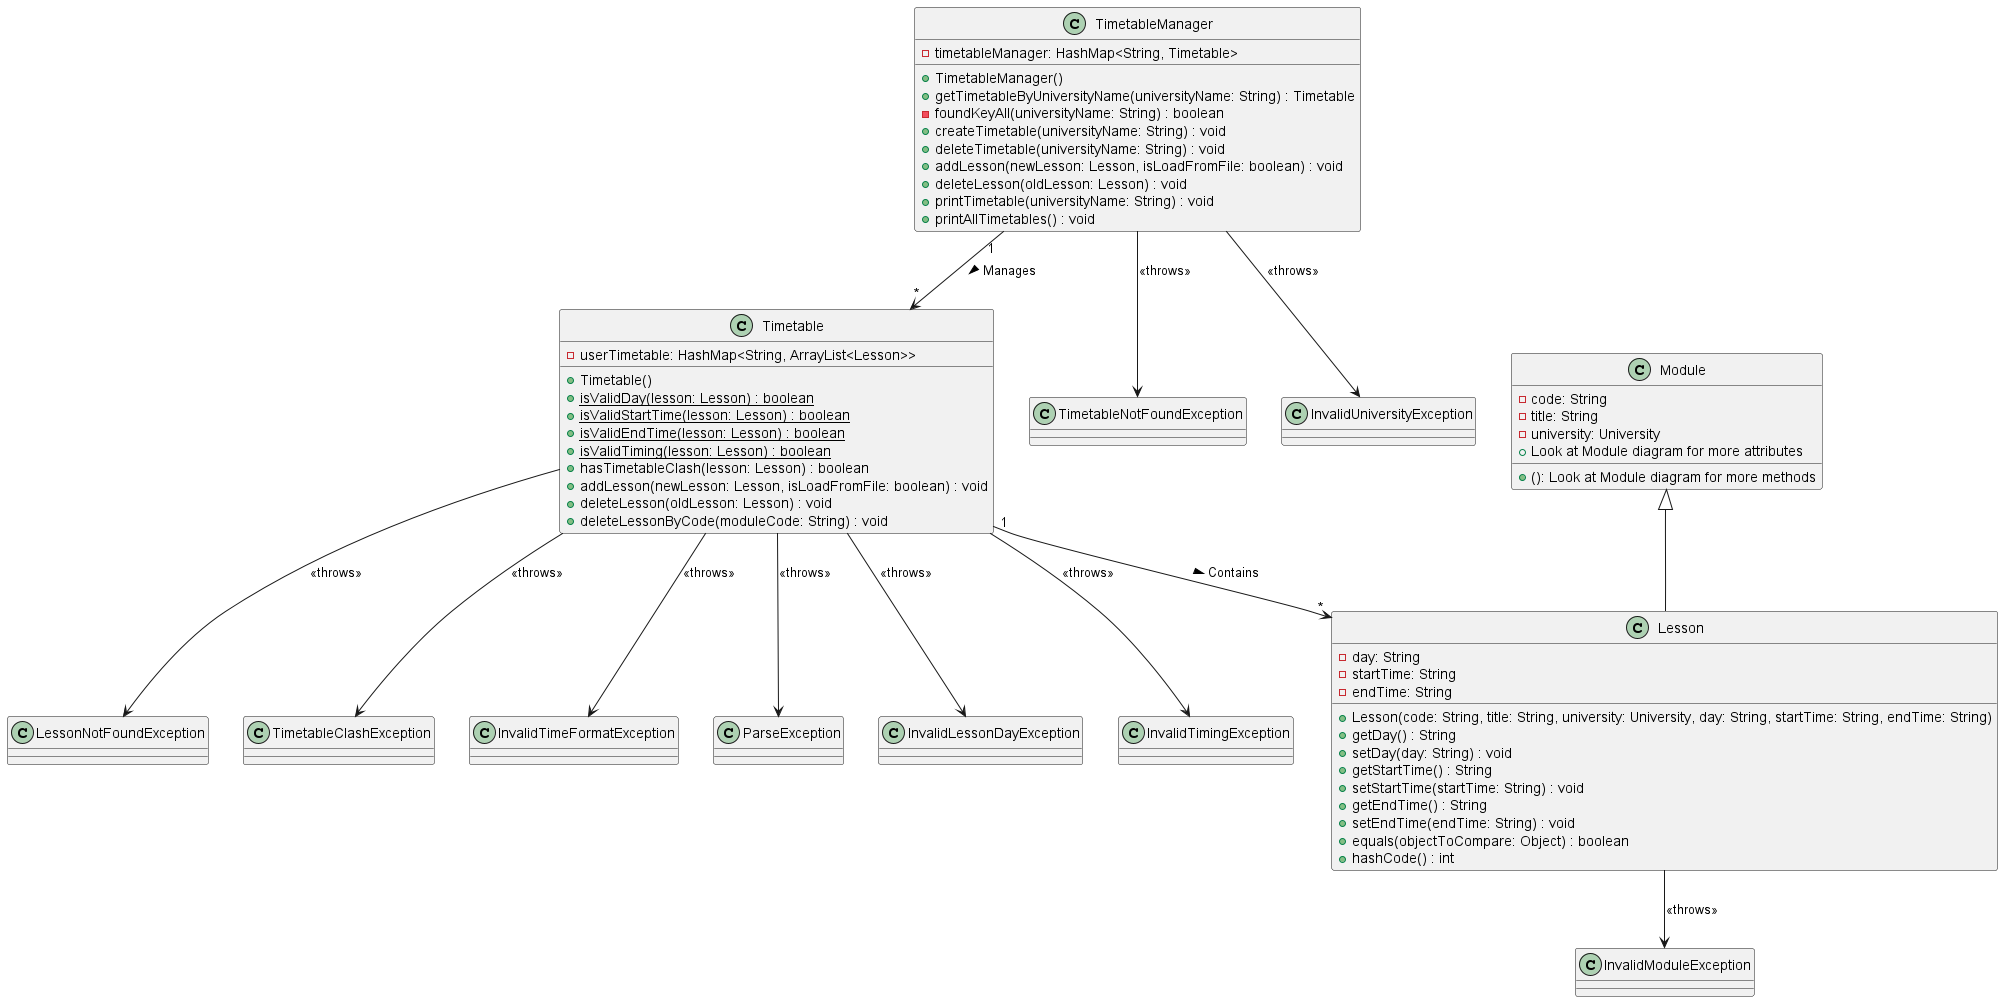 C TimetableManager
timetableManager: HashMap<String, Timetable>
TimetableManager()
getTimetableByUniversityName(universityName: String) : Timetable
foundKeyAll(universityName: String) : boolean
createTimetable(universityName: String) : void
deleteTimetable(universityName: String) : void
addLesson(newLesson: Lesson, isLoadFromFile: boolean) : void
deleteLesson(oldLesson: Lesson) : void
printTimetable(universityName: String) : void
printAllTimetables() : void
1
Manages
*
«throws»
«throws»
C Timetable
userTimetable: HashMap<String, ArrayList<Lesson>>
Timetable()
isValidDay(lesson: Lesson) : boolean
isValidStartTime(lesson: Lesson) : boolean
isValidEndTime(lesson: Lesson) : boolean
isValidTiming(lesson: Lesson) : boolean
hasTimetableClash(lesson: Lesson) : boolean
addLesson(newLesson: Lesson, isLoadFromFile: boolean) : void
deleteLesson(oldLesson: Lesson) : void
deleteLessonByCode(moduleCode: String) : void
C TimetableNotFoundException
C InvalidUniversityException
C Module
code: String
title: String
university: University
Look at Module diagram for more attributes
(): Look at Module diagram for more methods
«throws»
«throws»
«throws»
«throws»
«throws»
«throws»
1
Contains
*
C LessonNotFoundException
C TimetableClashException
C InvalidTimeFormatException
C ParseException
C InvalidLessonDayException
C InvalidTimingException
C Lesson
day: String
startTime: String
endTime: String
Lesson(code: String, title: String, university: University, day: String, startTime: String, endTime: String)
getDay() : String
setDay(day: String) : void
getStartTime() : String
setStartTime(startTime: String) : void
getEndTime() : String
setEndTime(endTime: String) : void
equals(objectToCompare: Object) : boolean
hashCode() : int
«throws»
C InvalidModuleException